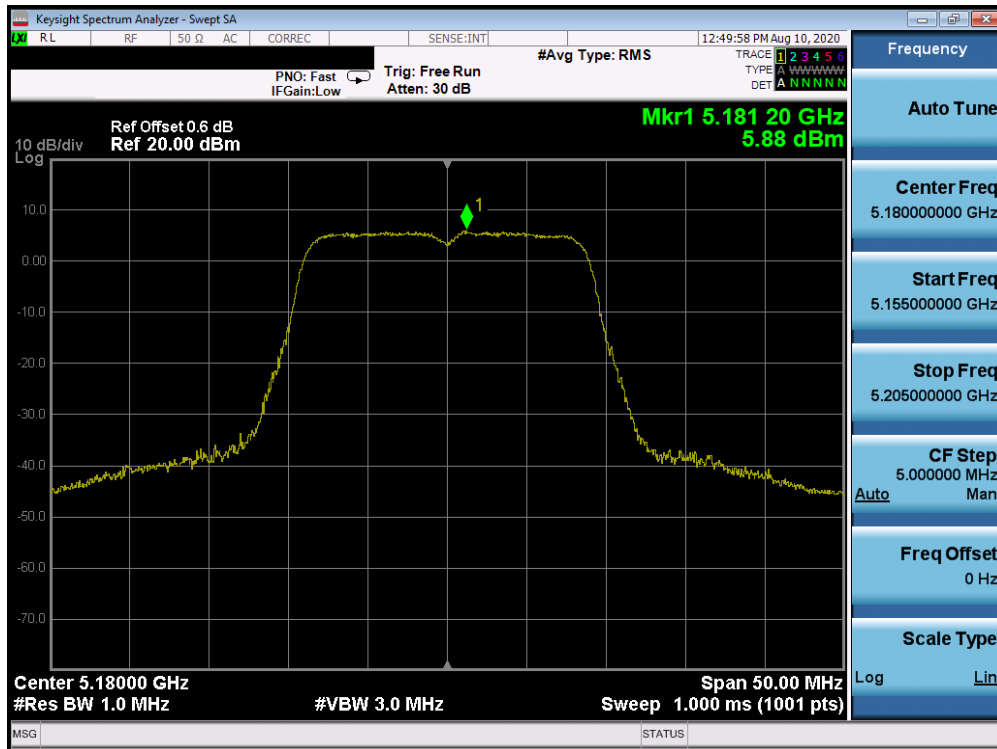 Keysight Spectrum Analyzer - Swept SA
LXI RL RF 50 Ω AC CORREC SENSE:INT 12:49:58 PM Aug 10, 2020
PNO: Fast Trig: Free Run #Avg Type: RMS TRACE 1 2 3 4 5 6
IFGain:Low Atten: 30 dB TYPE A WWWWW
DET A N N N N N
Mkr1 5.181 20 GHz
5.88 dBm
Ref Offset 0.6 dB
10 dB/div Ref 20.00 dBm
Log
1
10.0
0.00
-10.0
-20.0
-30.0
-40.0
-50.0
-60.0
-70.0
Center 5.18000 GHz Span 50.00 MHz
#Res BW 1.0 MHz #VBW 3.0 MHz Sweep 1.000 ms (1001 pts)
MSG STATUS
Frequency
Auto Tune
Center Freq
5.180000000 GHz
Start Freq
5.155000000 GHz
Stop Freq
5.205000000 GHz
CF Step
5.000000 MHz
Auto Man
Freq Offset
0 Hz
Scale Type
Log Lin